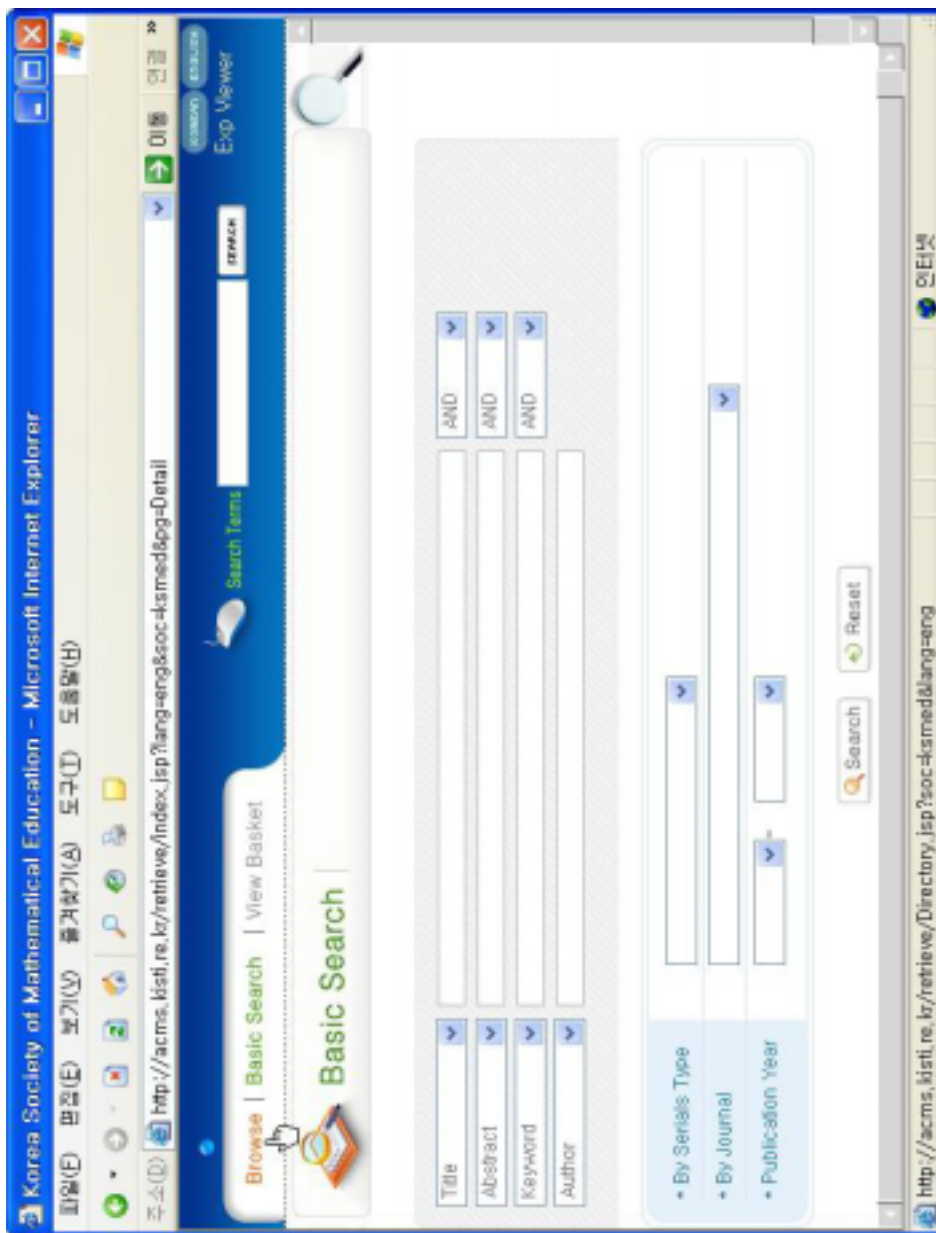 Korea Society of Mathematical Education - Microsoft Internet Explorer
파일(F) 편집(E) 보기(V) 즐겨찾기(A) 도구(T) 도움말(H)
주소(D) http://acms.kisti.re.kr/retrieve/index.jsp?lang=eng&soc=ksmed&pg=Detail 이동 연결 »
KOREAN ENGLISH
Search Terms SEARCH Exp Viewer
Browse | Basic Search | View Basket
Basic Search
Title AND
Abstract AND
Keyword AND
Author
+ By Serials Type
+ By Journal
+ Publication Year -
Search Reset
http://acms.kisti.re.kr/retrieve/Directory.jsp?soc=ksmed&lang=eng 인터넷